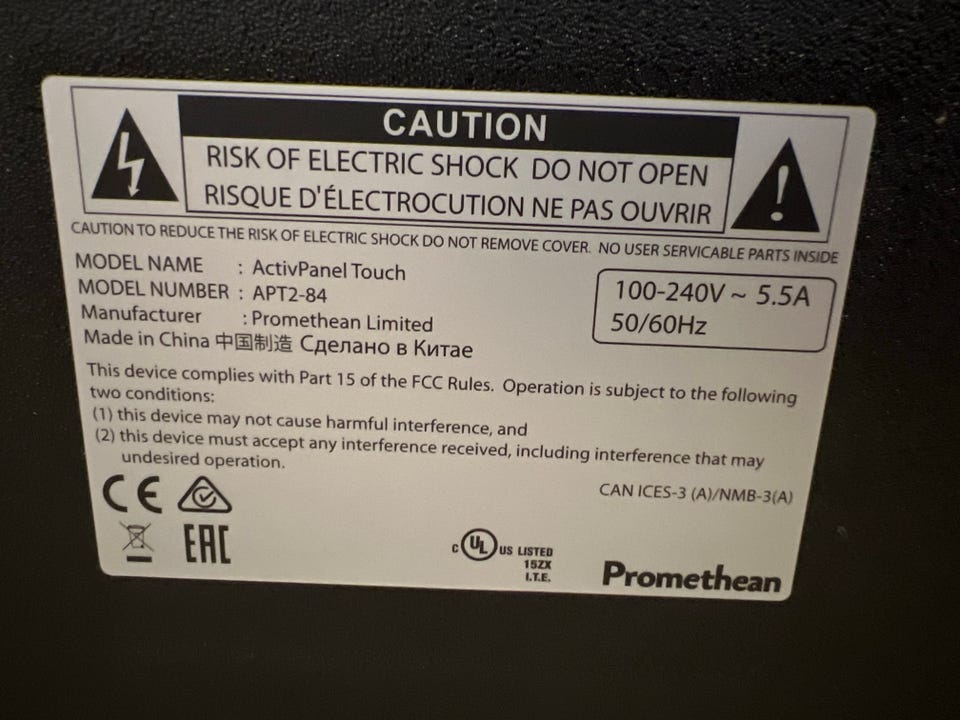 CAUTION
RISK OF ELECTRIC SHOCK DO NOT OPEN
RISQUE D'ÉLECTROCUTION NE PAS OUVRIR
CAUTION TO REDUCE THE RISK OF ELECTRIC SHOCK DO NOT REMOVE COVER. NO USER SERVICABLE PARTS INSIDE
MODEL NAME : ActivPanel Touch
MODEL NUMBER : APT2-84
Manufacturer : Promethean Limited
Made in China 中国制造 Сделано в Китае
100-240V ~ 5.5A
50/60Hz
This device complies with Part 15 of the FCC Rules. Operation is subject to the following
two conditions:
(1) this device may not cause harmful interference, and
(2) this device must accept any interference received, including interference that may
undesired operation.
CAN ICES-3 (A)/NMB-3(A)
CE
EAC
C UL US LISTED
15ZX
I.T.E.
Promethean